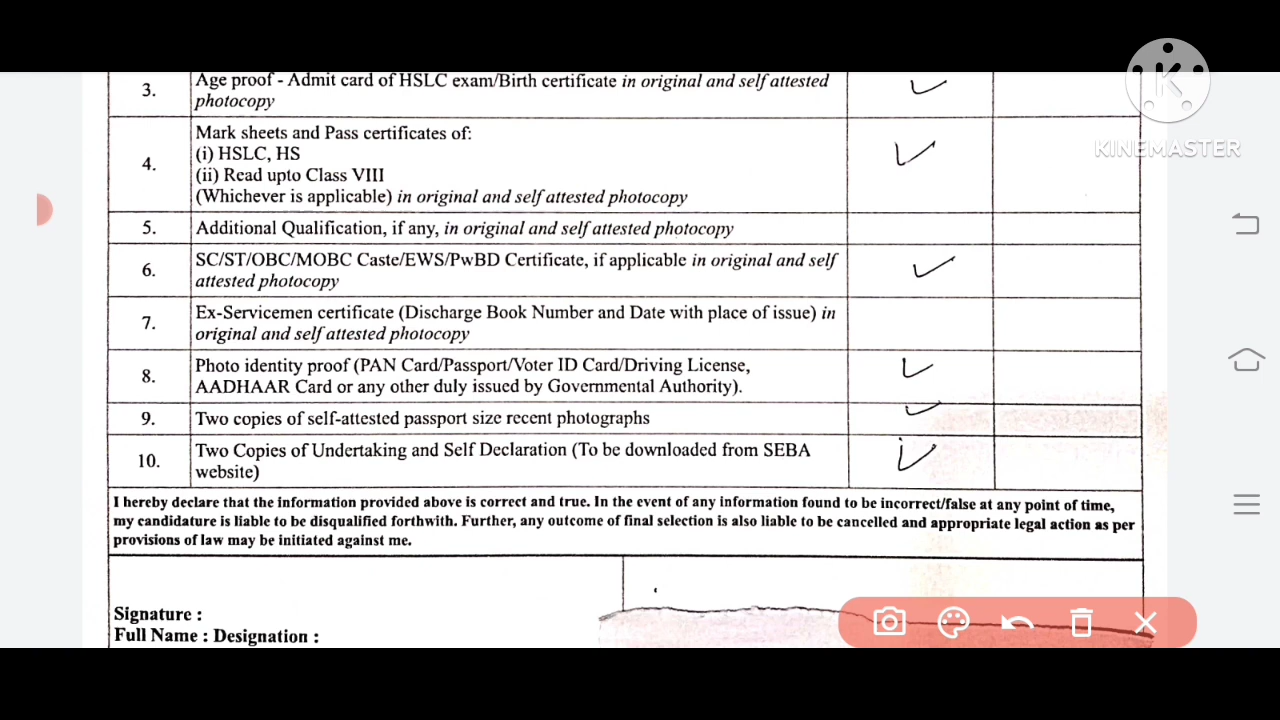 3.
Age proof - Admit card of HSLC exam/Birth certificate in original and self attested
photocopy
4.
Mark sheets and Pass certificates of:
(i) HSLC, HS
(ii) Read upto Class VIII
(Whichever is applicable) in original and self attested photocopy
5.
Additional Qualification, if any, in original and self attested photocopy
6.
SC/ST/OBC/MOBC Caste/EWS/PwBD Certificate, if applicable in original and self
attested photocopy
7.
Ex-Servicemen certificate (Discharge Book Number and Date with place of issue) in
original and self attested photocopy
8.
Photo identity proof (PAN Card/Passport/Voter ID Card/Driving License,
AADHAAR Card or any other duly issued by Governmental Authority).
9.
Two copies of self-attested passport size recent photographs
10.
Two Copies of Undertaking and Self Declaration (To be downloaded from SEBA
website)
I hereby declare that the information provided above is correct and true. In the event of any information found to be incorrect/false at any point of time,
my candidature is liable to be disqualified forthwith. Further, any outcome of final selection is also liable to be cancelled and appropriate legal action as per
provisions of law may be initiated against me.
Signature :
Full Name : Designation :
K
KINEMASTER